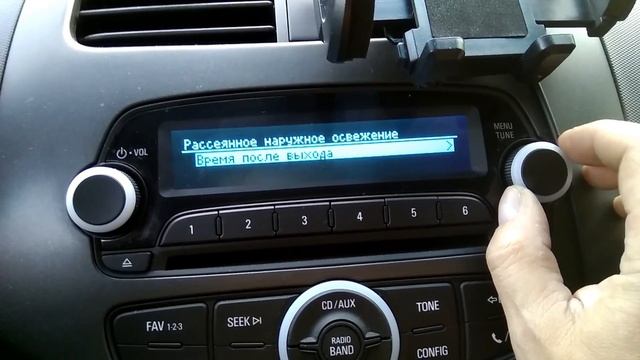 Рассеянное наружное освежение
Время после выхода
VOL
MENU
TUNE
1
2
3
4
5
6
FAV 1·2·3
SEEK
CD/AUX
TONE
RADIO
BAND
CONFIG